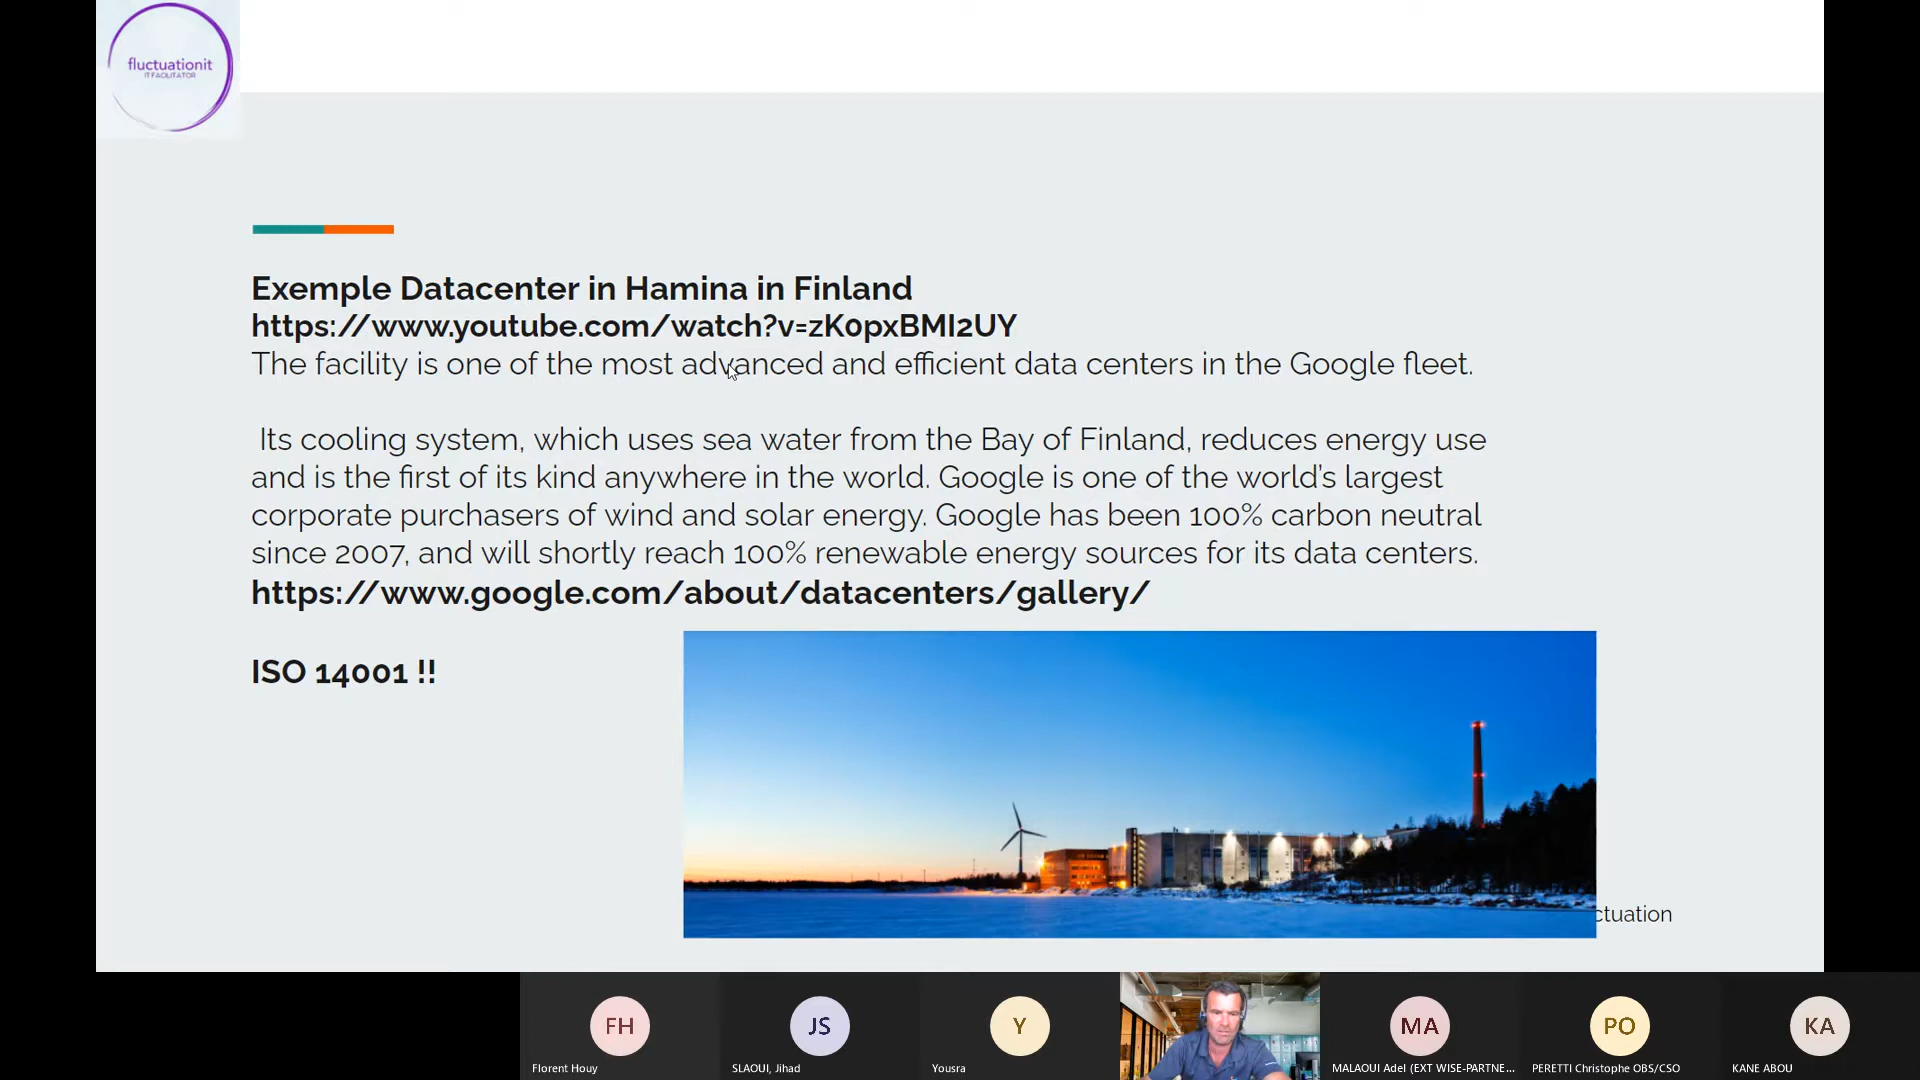 fluctuationit
IT FACILITATOR
Exemple Datacenter in Hamina in Finland
https://www.youtube.com/watch?v=zK0pxBMI2UY
The facility is one of the most advanced and efficient data centers in the Google fleet.
Its cooling system, which uses sea water from the Bay of Finland, reduces energy use
and is the first of its kind anywhere in the world. Google is one of the world’s largest
corporate purchasers of wind and solar energy. Google has been 100% carbon neutral
since 2007, and will shortly reach 100% renewable energy sources for its data centers.
https://www.google.com/about/datacenters/gallery/
ISO 14001 !!
ctuation
FH
JS
Y
MA
PO
KA
Florent Houy
SLAOUI, Jihad
Yousra
MALAOUI Adel (EXT WISE-PARTNE...
PERETTI Christophe OBS/CSO
KANE ABOU